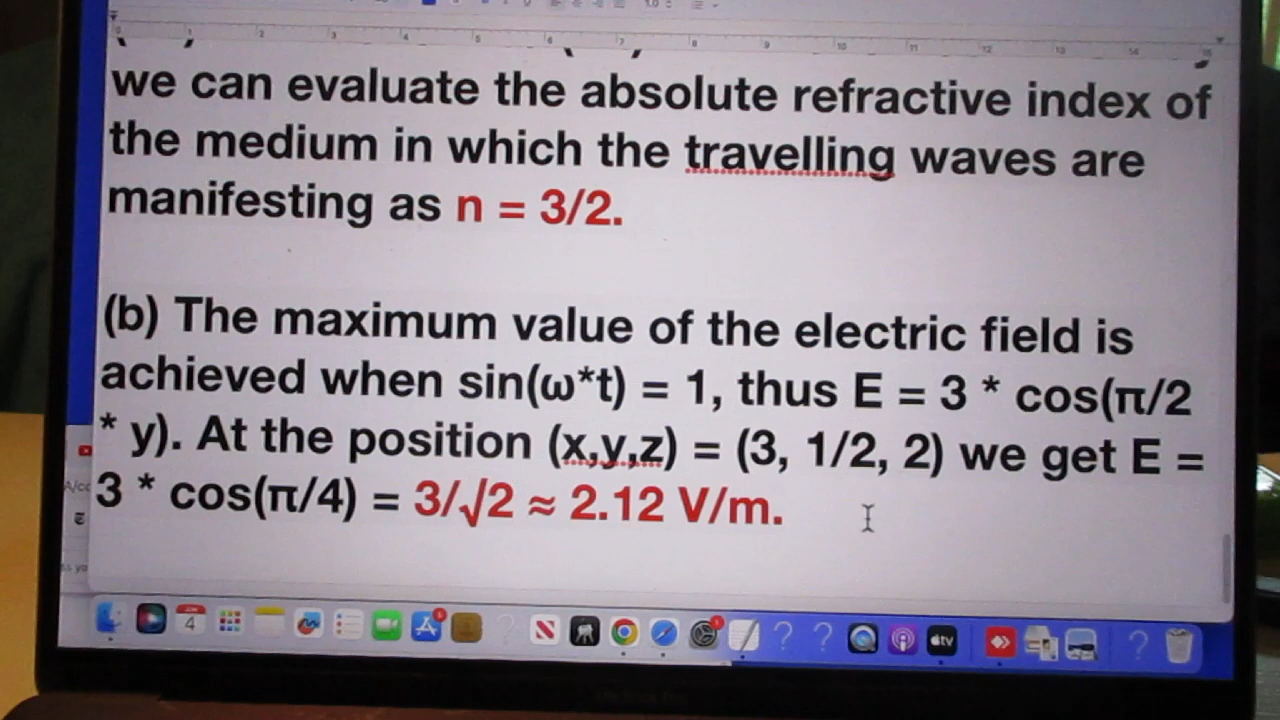 we can evaluate the absolute refractive index of
the medium in which the travelling waves are
manifesting as n = 3/2.
(b) The maximum value of the electric field is
achieved when sin(ω*t) = 1, thus E = 3 * cos(π/2
* y). At the position (x,y,z) = (3, 1/2, 2) we get E =
3 * cos(π/4) = 3/√2 ≈ 2.12 V/m.
4
tv